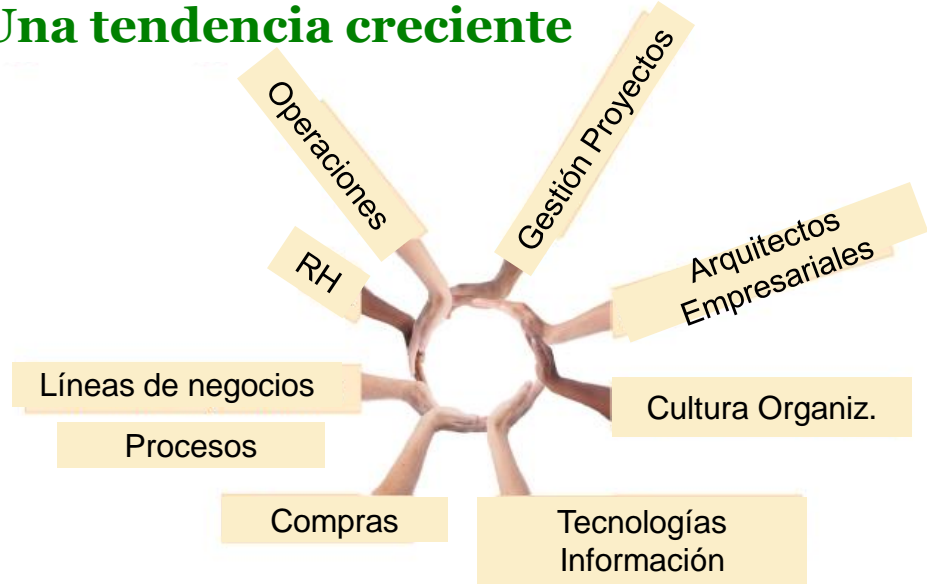 Una tendencia creciente
Operaciones
Gestión Proyectos
RH
Arquitectos
Empresariales
Líneas de negocios
Cultura Organiz.
Procesos
Compras
Tecnologías
Información